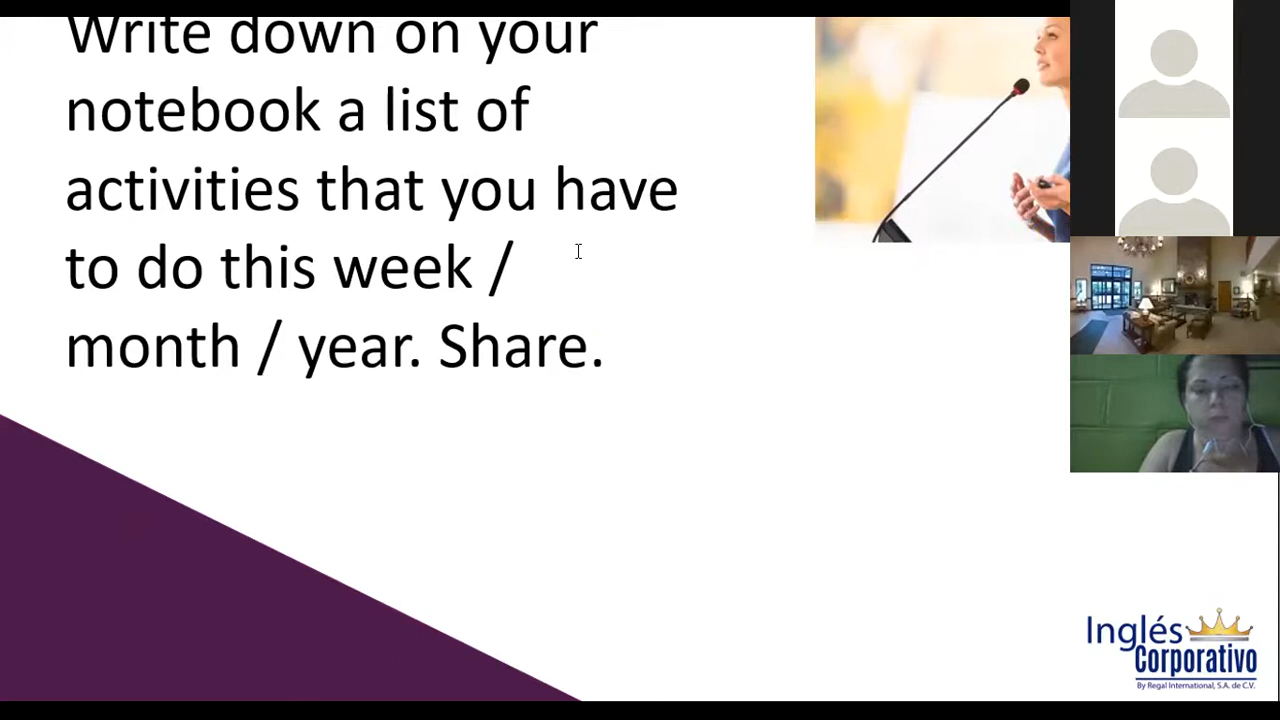 Write down on your
notebook a list of
activities that you have
to do this week /
month / year. Share.
Inglés
Corporativo
By Regal International, S.A. de C.V.